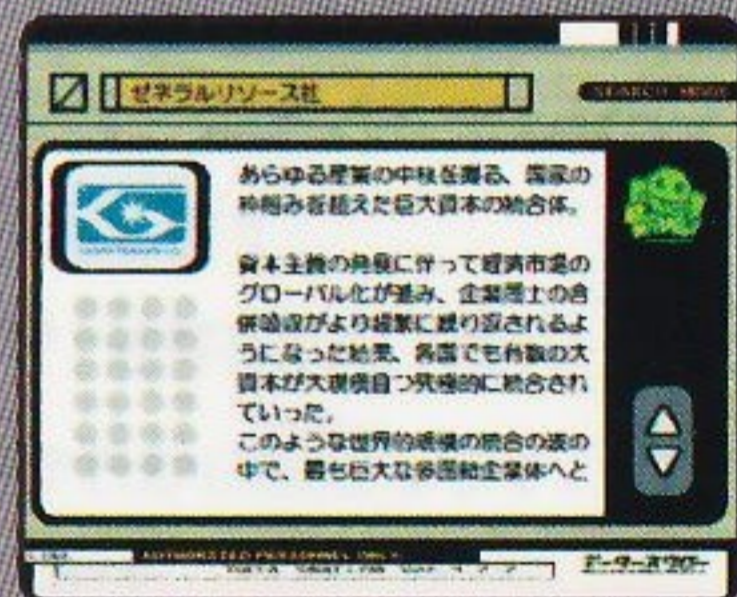 ゼネラルリソース社
SEARCH MODE
あらゆる産業の中枢を握る、国家の
枠組みを超えた巨大資本の統合体。
資本主義の発展に伴って経済市場の
グローバル化が進み、企業同士の合
併吸収がより頻繁に繰り返されるよ
うになった結果、各国でも有数の大
資本が大規模且つ究極的に統合され
ていった。
このような世界的規模の統合の波の
中で、最も巨大な多国籍企業体へと
AUTHORIZED PERSONNEL ONLY
データースワロー